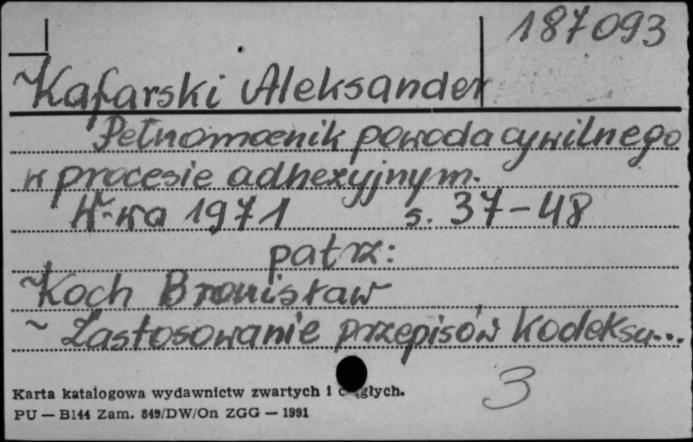 187093
Kafarski Aleksander
Pełnomocnik powoda cywilnego
w procesie adhezyjnym.
W-wa 1971 s. 37-48
patrz:
Koch Bronisław
~ Zastosowanie przepisów Kodeksu...
3
Karta katalogowa wydawnictw zwartych i ciągłych.
PU — B144 Zam. 849/DW/On ZGG — 1991